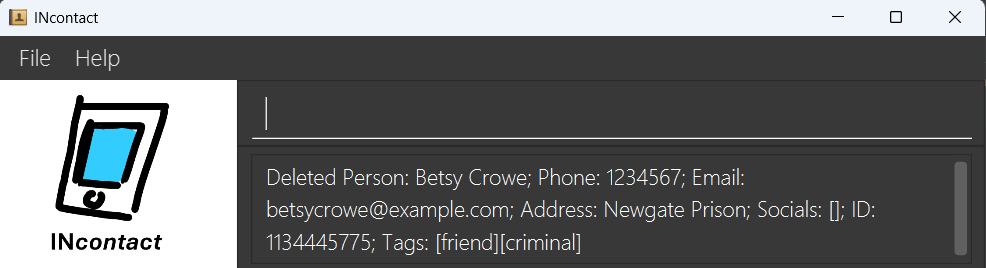 INcontact
File Help
INcontact
Deleted Person: Betsy Crowe; Phone: 1234567; Email:
betsycrowe@example.com; Address: Newgate Prison; Socials: []; ID:
1134445775; Tags: [friend][criminal]